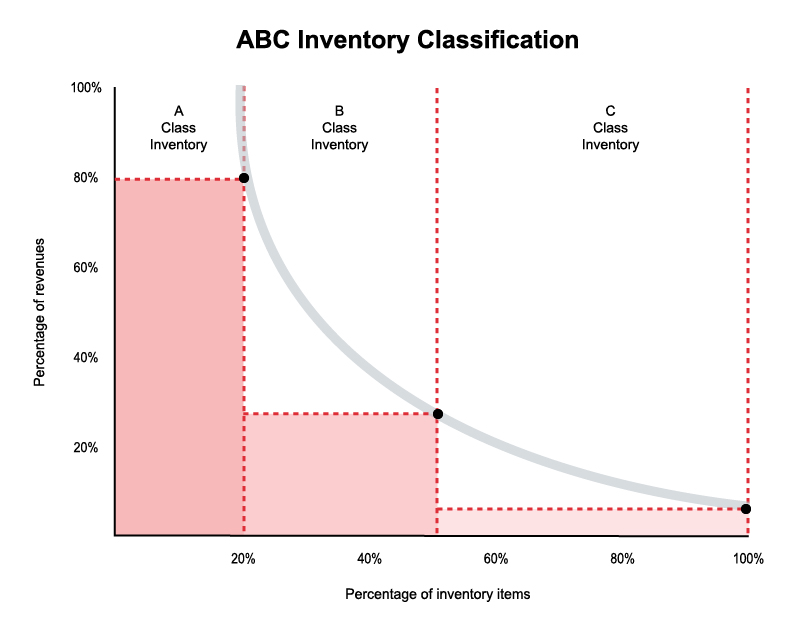 ABC Inventory Classification
100%
80%
60%
40%
20%
Percentage of revenues
A
Class
Inventory
B
Class
Inventory
C
Class
Inventory
20%
40%
60%
80%
100%
Percentage of inventory items